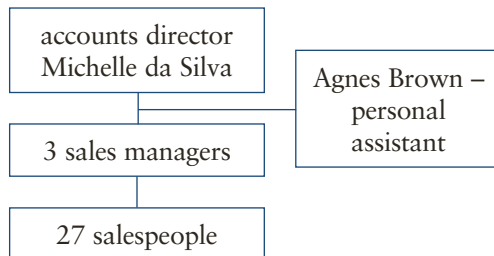 accounts director
Michelle da Silva
Agnes Brown –
personal
assistant
3 sales managers
27 salespeople